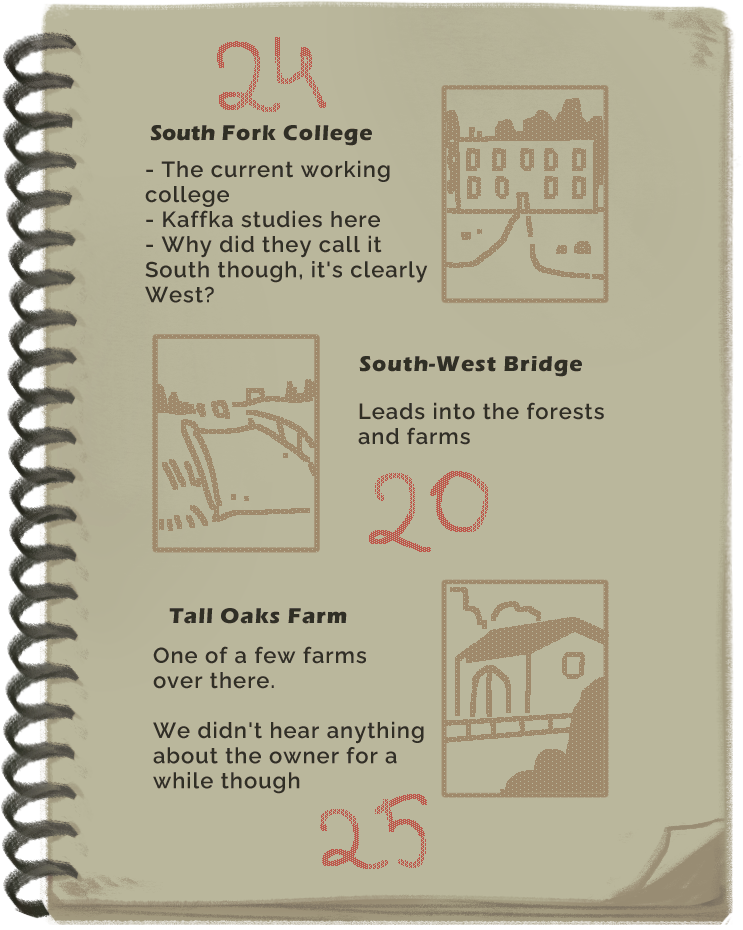 24
South Fork College
- The current working
college
- Kaffka studies here
- Why did they call it
South though, it's clearly
West?
South-West Bridge
Leads into the forests
and farms
20
Tall Oaks Farm
One of a few farms
over there.
We didn't hear anything
about the owner for a
while though
25